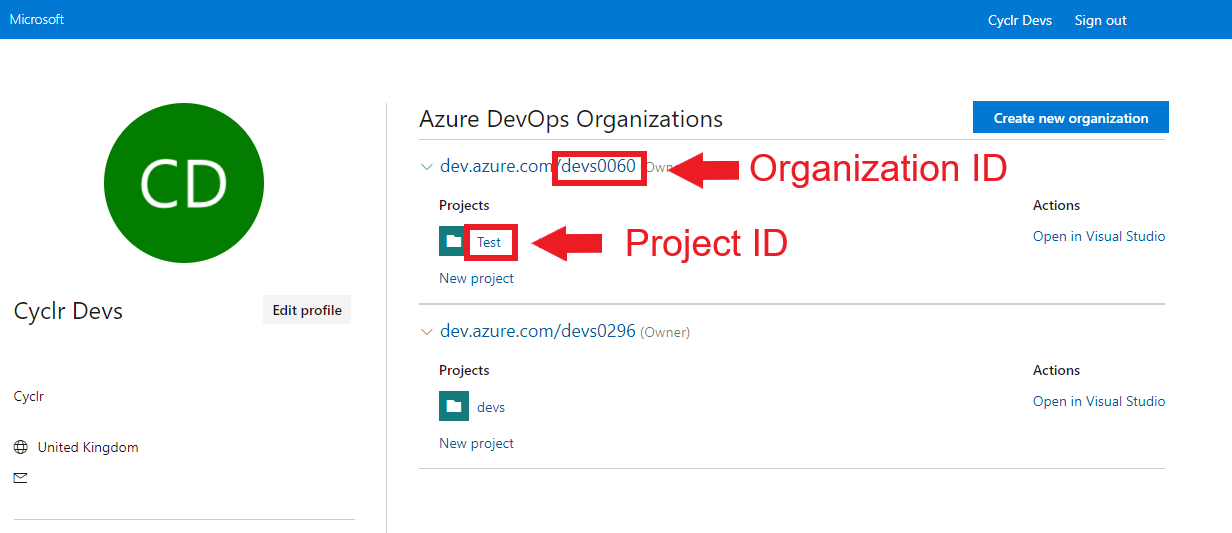 Microsoft
Cyclr Devs
Sign out
CD
Cyclr Devs
Edit profile
Cyclr
United Kingdom
Azure DevOps Organizations
Create new organization
dev.azure.com/devs0060 (Owner
Organization ID
Projects
Actions
Test
Project ID
Open in Visual Studio
New project
dev.azure.com/devs0296 (Owner)
Projects
Actions
devs
Open in Visual Studio
New project